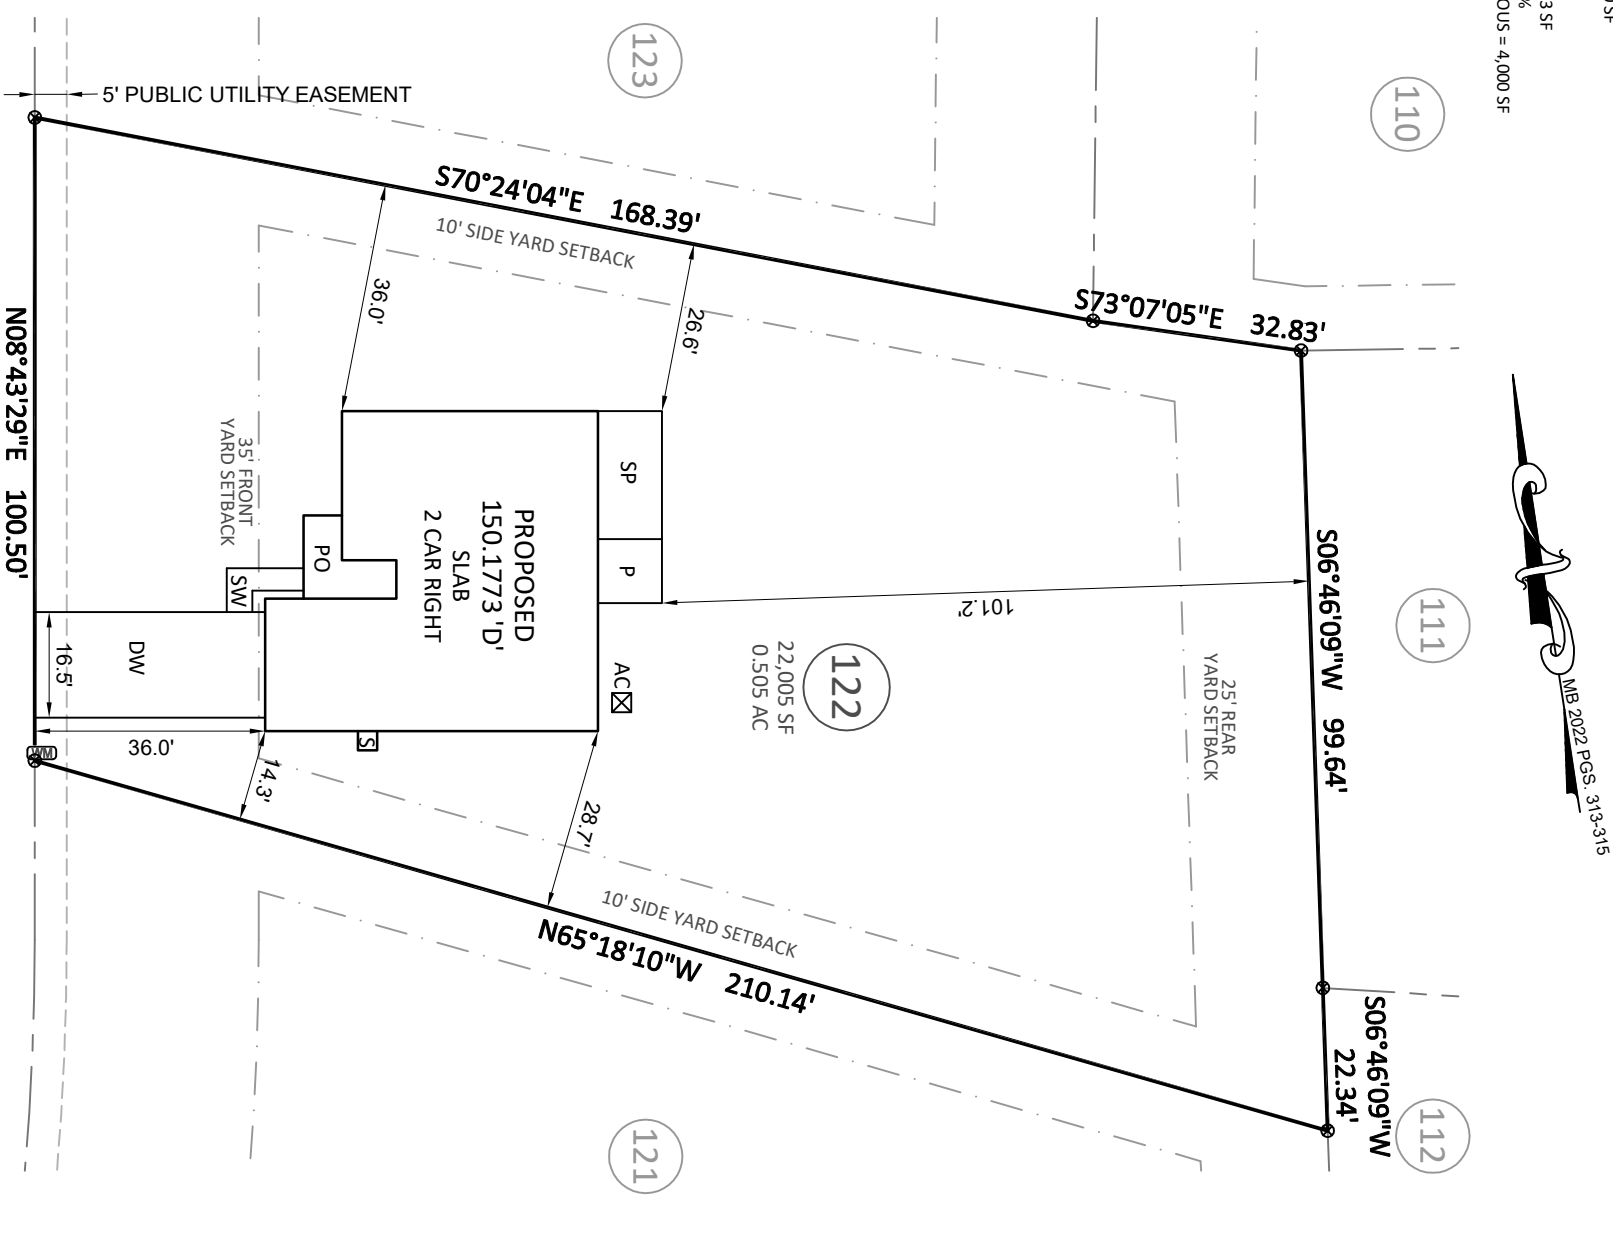 0 SF
3 SF
%
OUS = 4,000 SF
123
110
5' PUBLIC UTILITY EASEMENT
S70°24'04"E 168.39'
10' SIDE YARD SETBACK
S73°07'05"E 32.83'
36.0'
26.6'
N08°43'29"E 100.50'
35' FRONT
YARD SETBACK
SP
P
PROPOSED
150.1773 'D'
SLAB
2 CAR RIGHT
PO
SW
DW
16.5'
36.0'
WM
S
AC
14.3'
28.7'
101.2'
122
22,005 SF
0.505 AC
25' REAR
YARD SETBACK
S06°46'09"W 99.64'
111
MB 2022 PGS. 313-315
10' SIDE YARD SETBACK
N65°18'10"W 210.14'
S06°46'09"W
22.34'
112
121